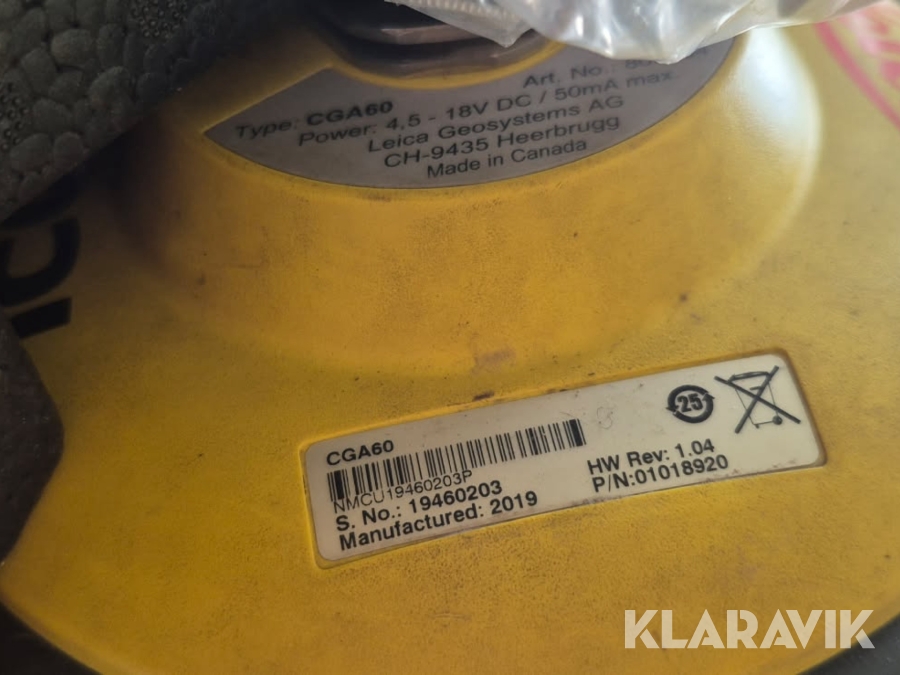 Type: CGA60 Art. No.:
Power: 4,5 - 18V DC / 50mA max.
Leica Geosystems AG
CH-9435 Heerbrugg
Made in Canada
25
CGA60
NMCU19460203P
S. No.: 19460203
Manufactured: 2019
HW Rev: 1.04
P/N:01018920
KLARAVIK